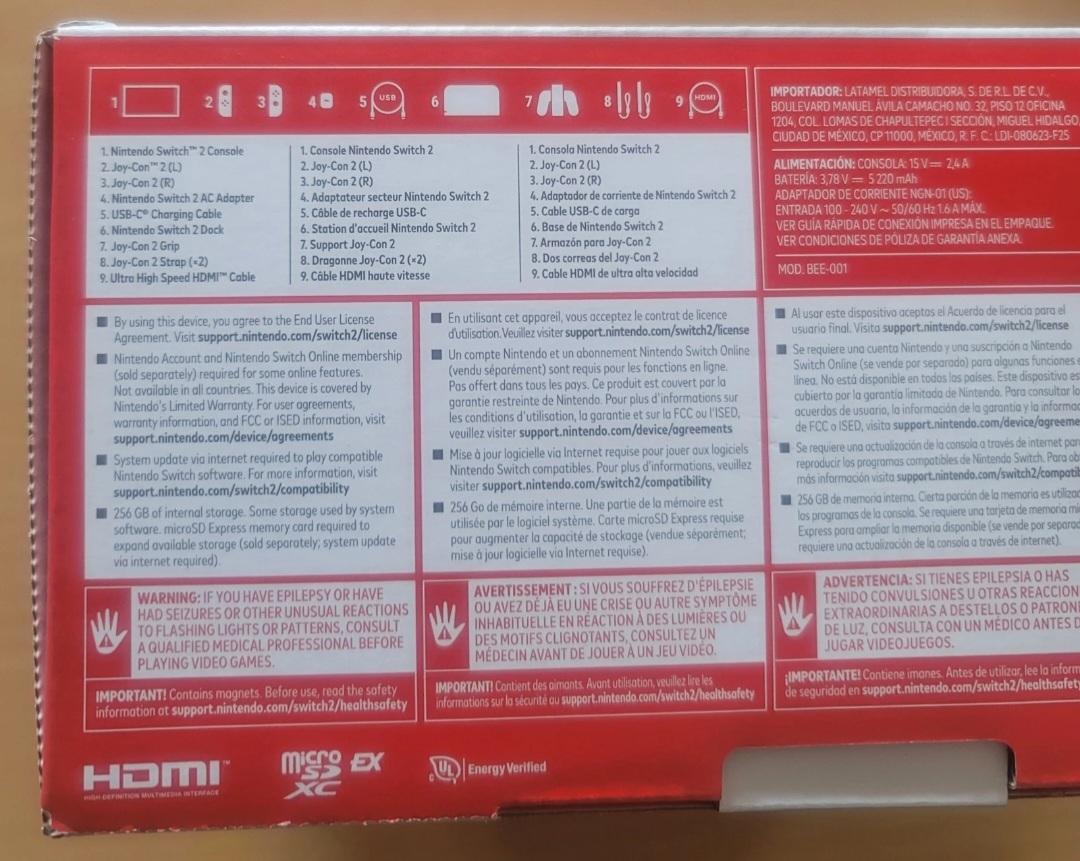 1
2
3
4
5
USB
6
7
8
9
HDMI
1. Nintendo Switch™ 2 Console
2. Joy-Con™ 2 (L)
3. Joy-Con 2 (R)
4. Nintendo Switch 2 AC Adapter
5. USB-C® Charging Cable
6. Nintendo Switch 2 Dock
7. Joy-Con 2 Grip
8. Joy-Con 2 Strap (×2)
9. Ultra High Speed HDMI™ Cable
1. Console Nintendo Switch 2
2. Joy-Con 2 (L)
3. Joy-Con 2 (R)
4. Adaptateur secteur Nintendo Switch 2
5. Câble de recharge USB-C
6. Station d'accueil Nintendo Switch 2
7. Support Joy-Con 2
8. Dragonne Joy-Con 2 (×2)
9. Câble HDMI haute vitesse
1. Consola Nintendo Switch 2
2. Joy-Con 2 (L)
3. Joy-Con 2 (R)
4. Adaptador de corriente de Nintendo Switch 2
5. Cable USB-C de carga
6. Base de Nintendo Switch 2
7. Armazón para Joy-Con 2
8. Dos correas del Joy-Con 2
9. Cable HDMI de ultra alta velocidad
IMPORTADOR: LATAMEL DISTRIBUIDORA, S. DE R.L. DE C.V.,
BOULEVARD MANUEL ÁVILA CAMACHO NO. 32, PISO 12 OFICINA
1204, COL. LOMAS DE CHAPULTEPEC I SECCIÓN, MIGUEL HIDALGO,
CIUDAD DE MÉXICO, CP 11000, MÉXICO, R. F. C.: LDI-080623-F25
ALIMENTACIÓN: CONSOLA: 15 V⎓ 2,4 A
BATERÍA: 3,78 V ⎓ 5 220 mAh
ADAPTADOR DE CORRIENTE NGN-01 (US):
ENTRADA 100 - 240 V ~ 50/60 Hz 1.6 A MÁX.
VER GUÍA RÁPIDA DE CONEXIÓN IMPRESA EN EL EMPAQUE.
VER CONDICIONES DE PÓLIZA DE GARANTÍA ANEXA.
MOD. BEE-001
By using this device, you agree to the End User License
Agreement. Visit support.nintendo.com/switch2/license
Nintendo Account and Nintendo Switch Online membership
(sold separately) required for some online features.
Not available in all countries. This device is covered by
Nintendo's Limited Warranty. For user agreements,
warranty information, and FCC or ISED information, visit
support.nintendo.com/device/agreements
System update via internet required to play compatible
Nintendo Switch software. For more information, visit
support.nintendo.com/switch2/compatibility
256 GB of internal storage. Some storage used by system
software. microSD Express memory card required to
expand available storage (sold separately; system update
via internet required).
En utilisant cet appareil, vous acceptez le contrat de licence
d'utilisation. Veuillez visiter support.nintendo.com/switch2/license
Un compte Nintendo et un abonnement Nintendo Switch Online
(vendu séparément) sont requis pour les fonctions en ligne.
Pas offert dans tous les pays. Ce produit est couvert par la
garantie restreinte de Nintendo. Pour plus d'informations sur
les conditions d'utilisation, la garantie et sur la FCC ou l'ISED,
veuillez visiter support.nintendo.com/device/agreements
Mise à jour logicielle via Internet requise pour jouer aux logiciels
Nintendo Switch compatibles. Pour plus d'informations, veuillez
visiter support.nintendo.com/switch2/compatibility
256 Go de mémoire interne. Une partie de la mémoire est
utilisée par le logiciel système. Carte microSD Express requise
pour augmenter la capacité de stockage (vendue séparément;
mise à jour logicielle via Internet requise).
Al usar este dispositivo aceptas el Acuerdo de licencia para el
usuario final. Visita support.nintendo.com/switch2/license
Se requiere una cuenta Nintendo y una suscripción a Nintendo
Switch Online (se vende por separado) para algunas funciones e
línea. No está disponible en todos los países. Este dispositivo es
cubierto por la garantía limitada de Nintendo. Para consultar lo
acuerdos de usuario, la información de la garantía y la informac
de FCC o ISED, visita support.nintendo.com/device/agreeme
Se requiere una actualización de la consola a través de internet par
reproducir los programas compatibles de Nintendo Switch. Para ob
más información visita support.nintendo.com/switch2/compatib
256 GB de memoria interna. Cierta porción de la memoria es utilizad
los programas de la consola. Se requiere una tarjeta de memoria mi
Express para ampliar la memoria disponible (se vende por separad
requiere una actualización de la consola a través de internet).
WARNING: IF YOU HAVE EPILEPSY OR HAVE
HAD SEIZURES OR OTHER UNUSUAL REACTIONS
TO FLASHING LIGHTS OR PATTERNS, CONSULT
A QUALIFIED MEDICAL PROFESSIONAL BEFORE
PLAYING VIDEO GAMES.
IMPORTANT! Contains magnets. Before use, read the safety
information at support.nintendo.com/switch2/healthsafety
AVERTISSEMENT : SI VOUS SOUFFREZ D'ÉPILEPSIE
OU AVEZ DÉJÀ EU UNE CRISE OU AUTRE SYMPTÔME
INHABITUELLE EN RÉACTION À DES LUMIÈRES OU
DES MOTIFS CLIGNOTANTS, CONSULTEZ UN
MÉDECIN AVANT DE JOUER À UN JEU VIDÉO.
IMPORTANT! Contient des aimants. Avant utilisation, veuillez lire les
informations sur la sécurité au support.nintendo.com/switch2/healthsafety
ADVERTENCIA: SI TIENES EPILEPSIA O HAS
TENIDO CONVULSIONES U OTRAS REACCION
EXTRAORDINARIAS A DESTELLOS O PATRON
DE LUZ, CONSULTA CON UN MÉDICO ANTES D
JUGAR VIDEOJUEGOS.
¡IMPORTANTE! Contiene imanes. Antes de utilizar, lee la inform
de seguridad en support.nintendo.com/switch2/healthsafety
HDMI™
HIGH-DEFINITION MULTIMEDIA INTERFACE
micro SD XC EX
c UL Energy Verified